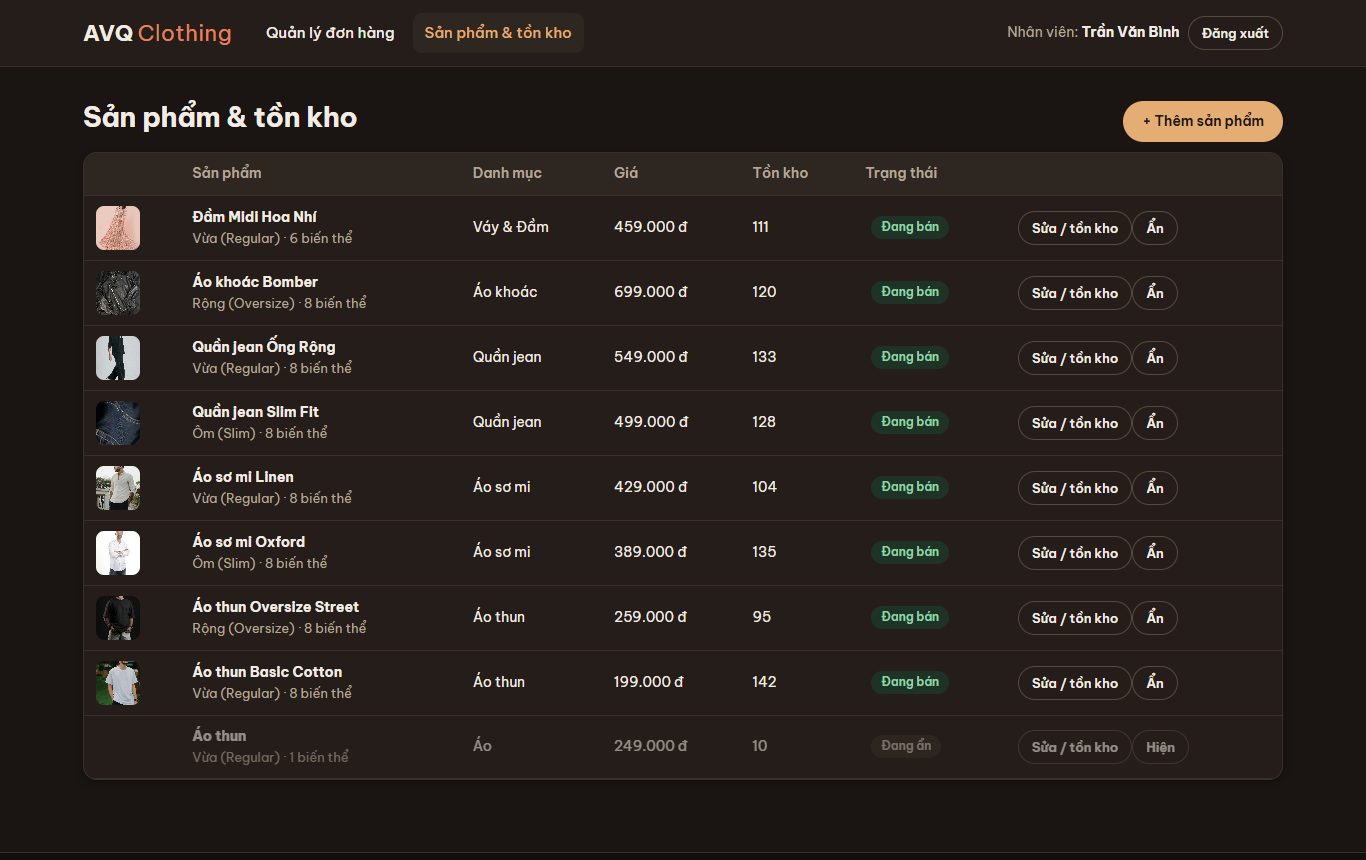 AVQ Clothing Quản lý đơn hàng Sản phẩm & tồn kho Nhân viên: Trần Văn Bình Đăng xuất
Sản phẩm & tồn kho
+ Thêm sản phẩm
Sản phẩm Danh mục Giá Tồn kho Trạng thái
Đầm Midi Hoa Nhí
Vừa (Regular) · 6 biến thể
Váy & Đầm 459.000 đ 111 Đang bán Sửa / tồn kho Ẩn
Áo khoác Bomber
Rộng (Oversize) · 8 biến thể
Áo khoác 699.000 đ 120 Đang bán Sửa / tồn kho Ẩn
Quần jean Ống Rộng
Vừa (Regular) · 8 biến thể
Quần jean 549.000 đ 133 Đang bán Sửa / tồn kho Ẩn
Quần jean Slim Fit
Ôm (Slim) · 8 biến thể
Quần jean 499.000 đ 128 Đang bán Sửa / tồn kho Ẩn
Áo sơ mi Linen
Vừa (Regular) · 8 biến thể
Áo sơ mi 429.000 đ 104 Đang bán Sửa / tồn kho Ẩn
Áo sơ mi Oxford
Ôm (Slim) · 8 biến thể
Áo sơ mi 389.000 đ 135 Đang bán Sửa / tồn kho Ẩn
Áo thun Oversize Street
Rộng (Oversize) · 8 biến thể
Áo thun 259.000 đ 95 Đang bán Sửa / tồn kho Ẩn
Áo thun Basic Cotton
Vừa (Regular) · 8 biến thể
Áo thun 199.000 đ 142 Đang bán Sửa / tồn kho Ẩn
Áo thun
Vừa (Regular) · 1 biến thể
Áo 249.000 đ 10 Đang ẩn Sửa / tồn kho Hiện